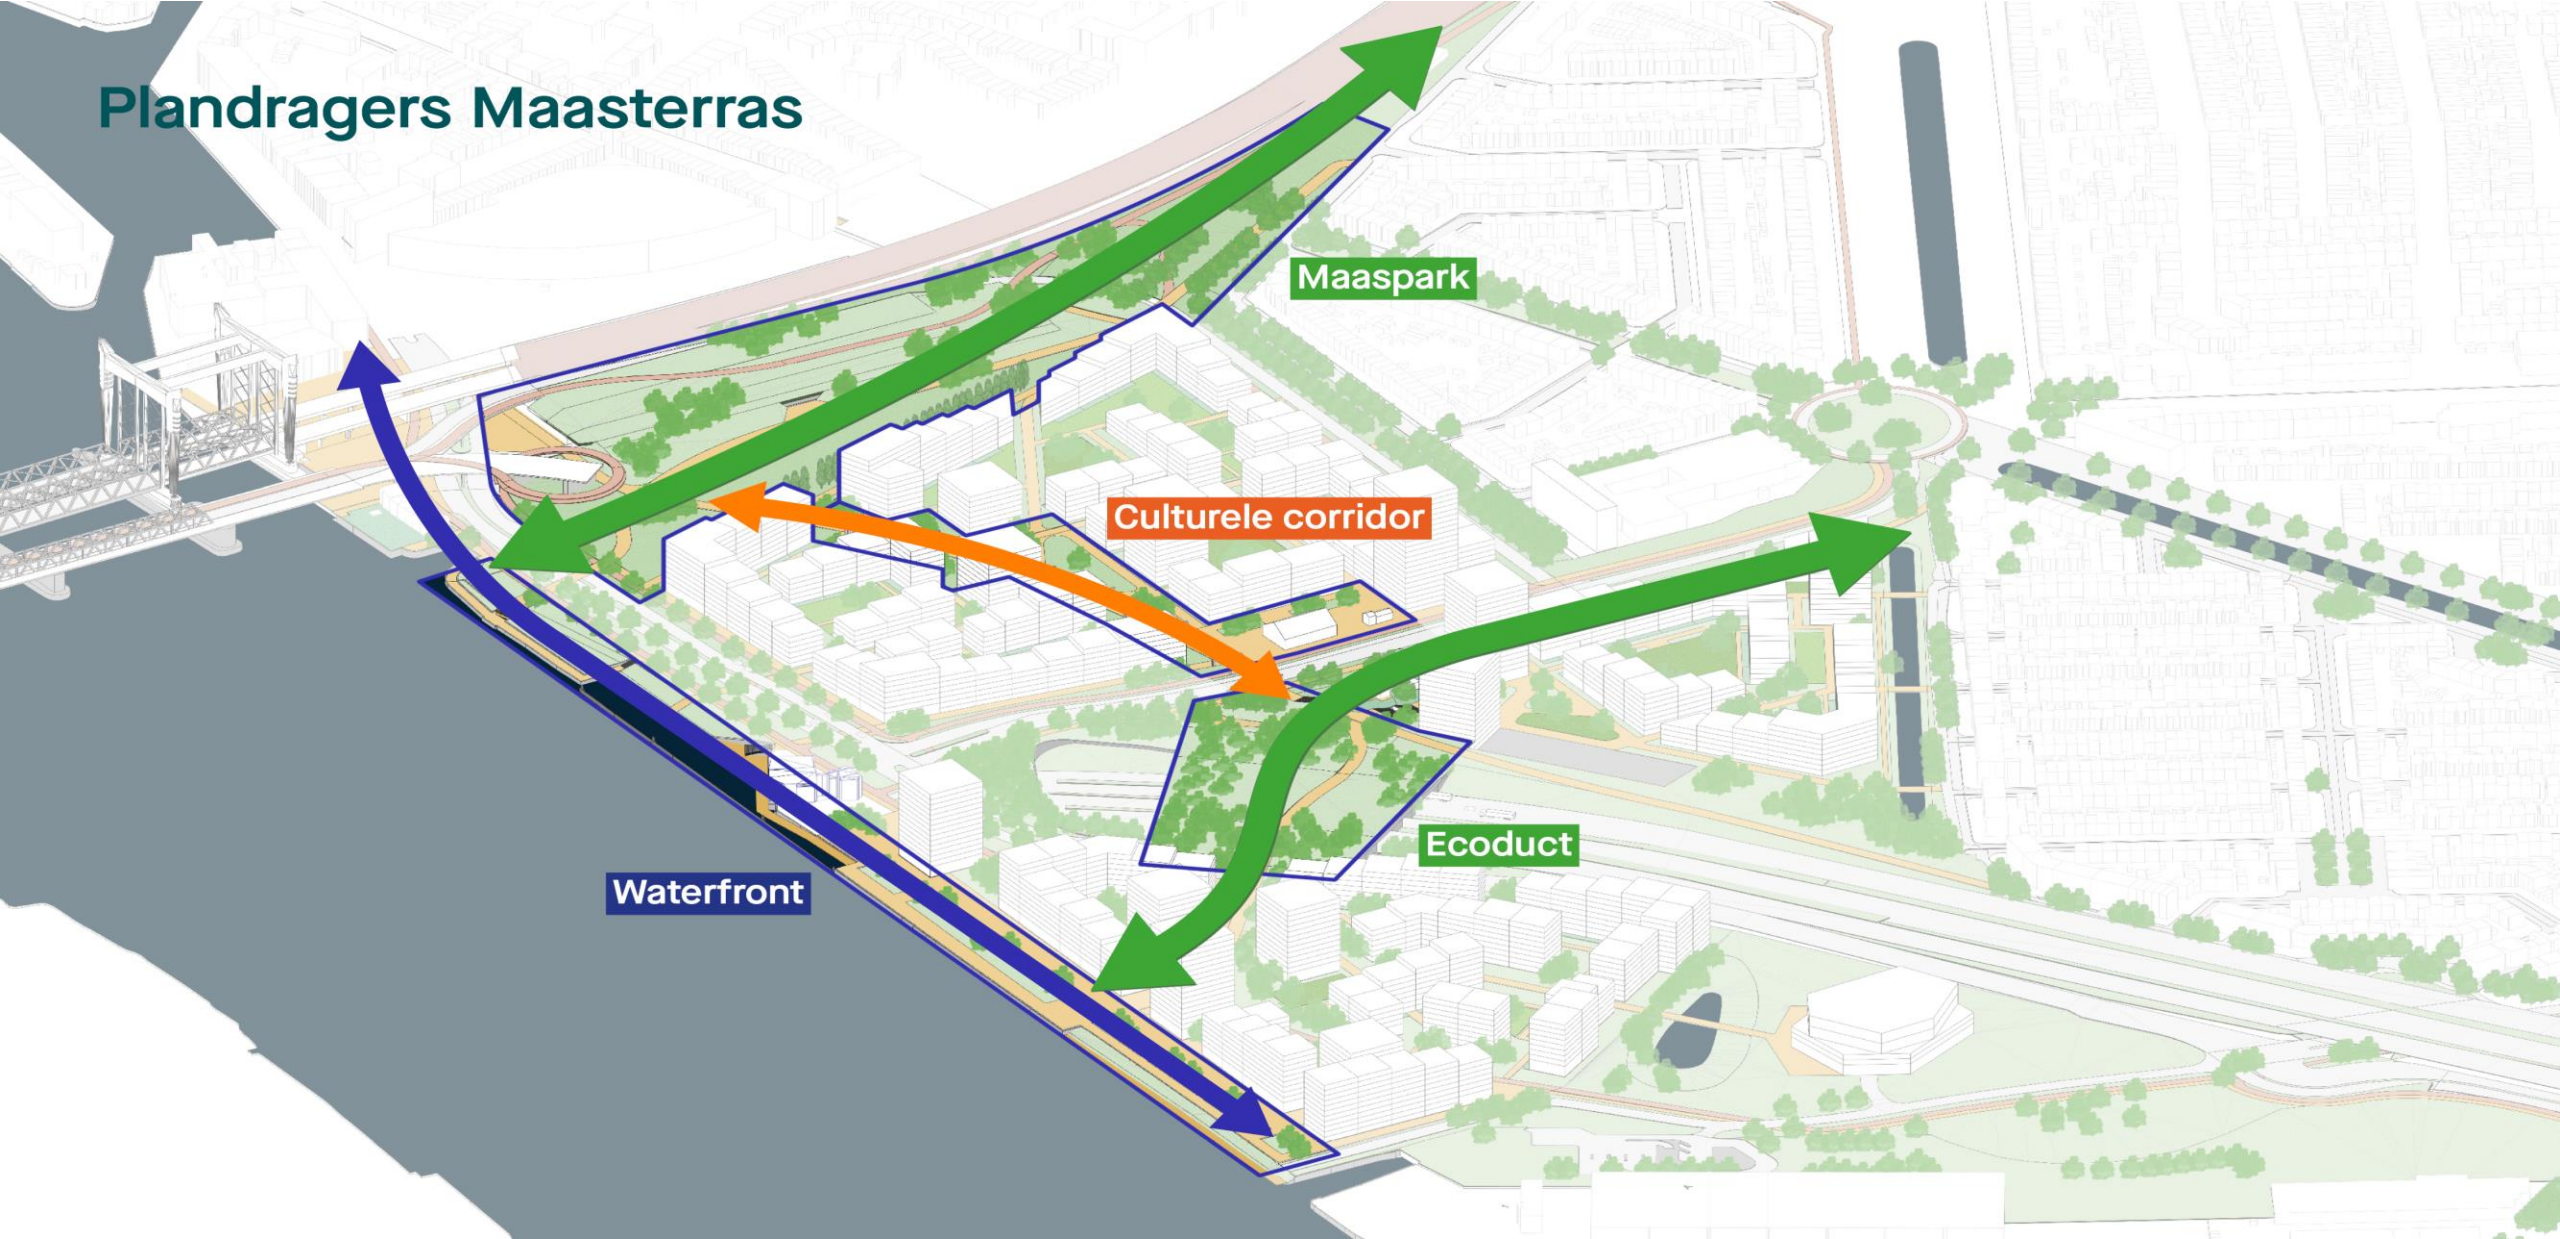 Plandragers Maasterras
Maaspark
Culturele corridor
Ecoduct
Waterfront